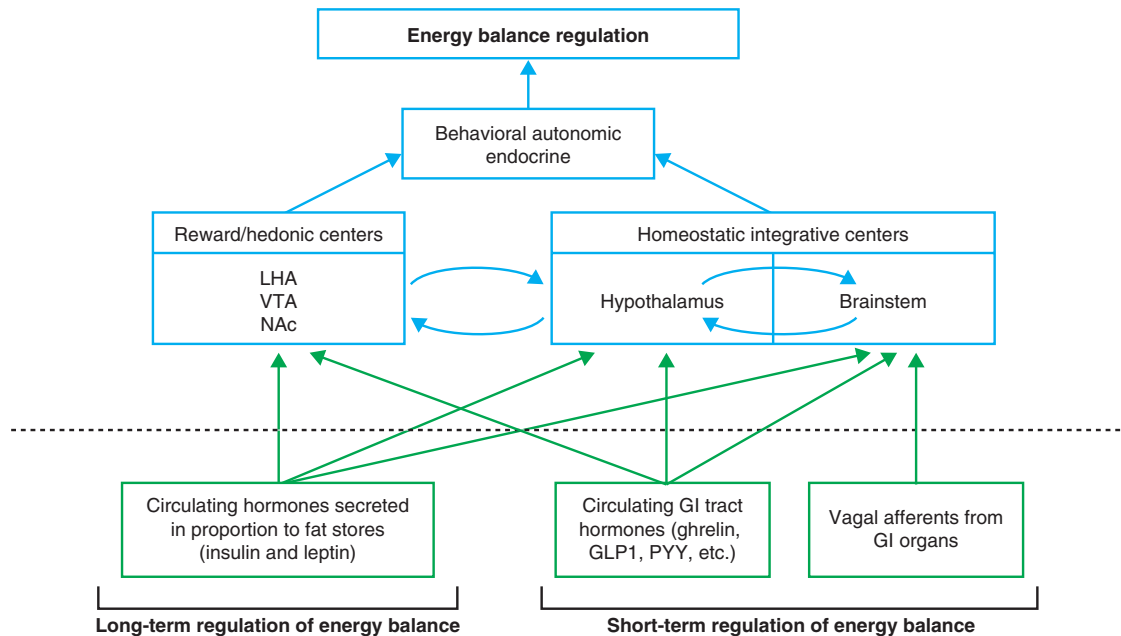 Energy balance regulation
Behavioral autonomic
endocrine
Reward/hedonic centers
LHA
VTA
NAc
Homeostatic integrative centers
Hypothalamus
Brainstem
Circulating hormones secreted
in proportion to fat stores
(insulin and leptin)
Circulating GI tract
hormones (ghrelin,
GLP1, PYY, etc.)
Vagal afferents from
GI organs
Long-term regulation of energy balance
Short-term regulation of energy balance